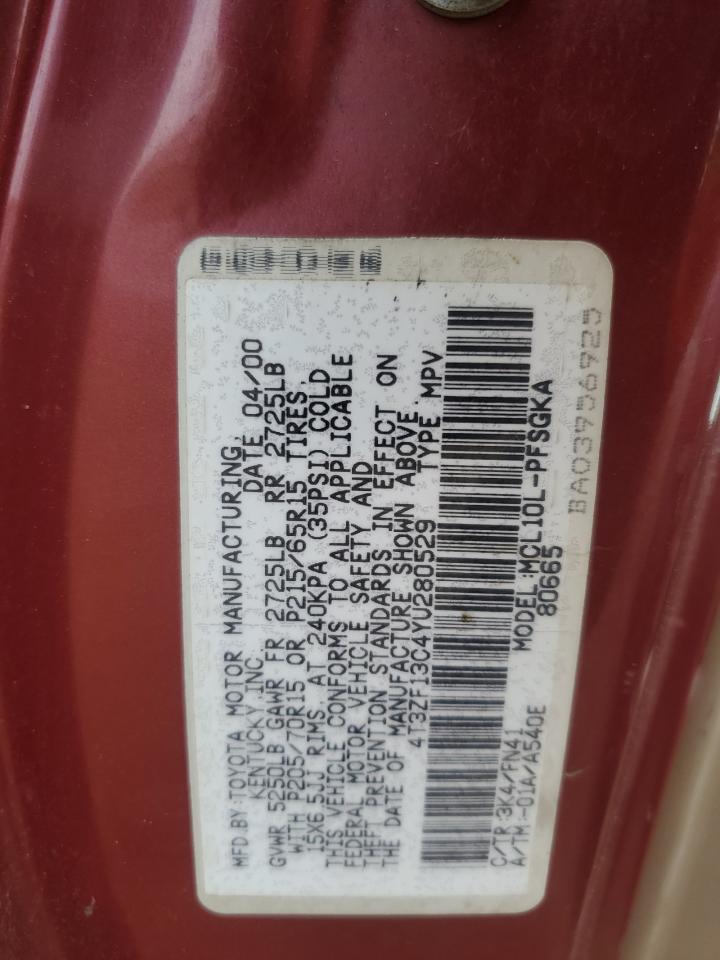 MFD.BY:TOYOTA MOTOR MANUFACTURING,
KENTUCKY,INC. DATE 04/00
GVWR 5250LB GAWR FR 2725LB RR 2725LB
WITH P205/70R15 OR P215/65R15 TIRES,
15X6.5JJ RIMS, AT 240KPA (35PSI) COLD
THIS VEHICLE CONFORMS TO ALL APPLICABLE
FEDERAL MOTOR VEHICLE SAFETY AND
THEFT PREVENTION STANDARDS IN EFFECT ON
THE DATE OF MANUFACTURE SHOWN ABOVE.
4T3ZF13C4YU280529 TYPE MPV
C/TR:3K4/FN41 MODEL:MCL10L-PFSGKA
A/TM:-01A/A540E 80665
BA03956925